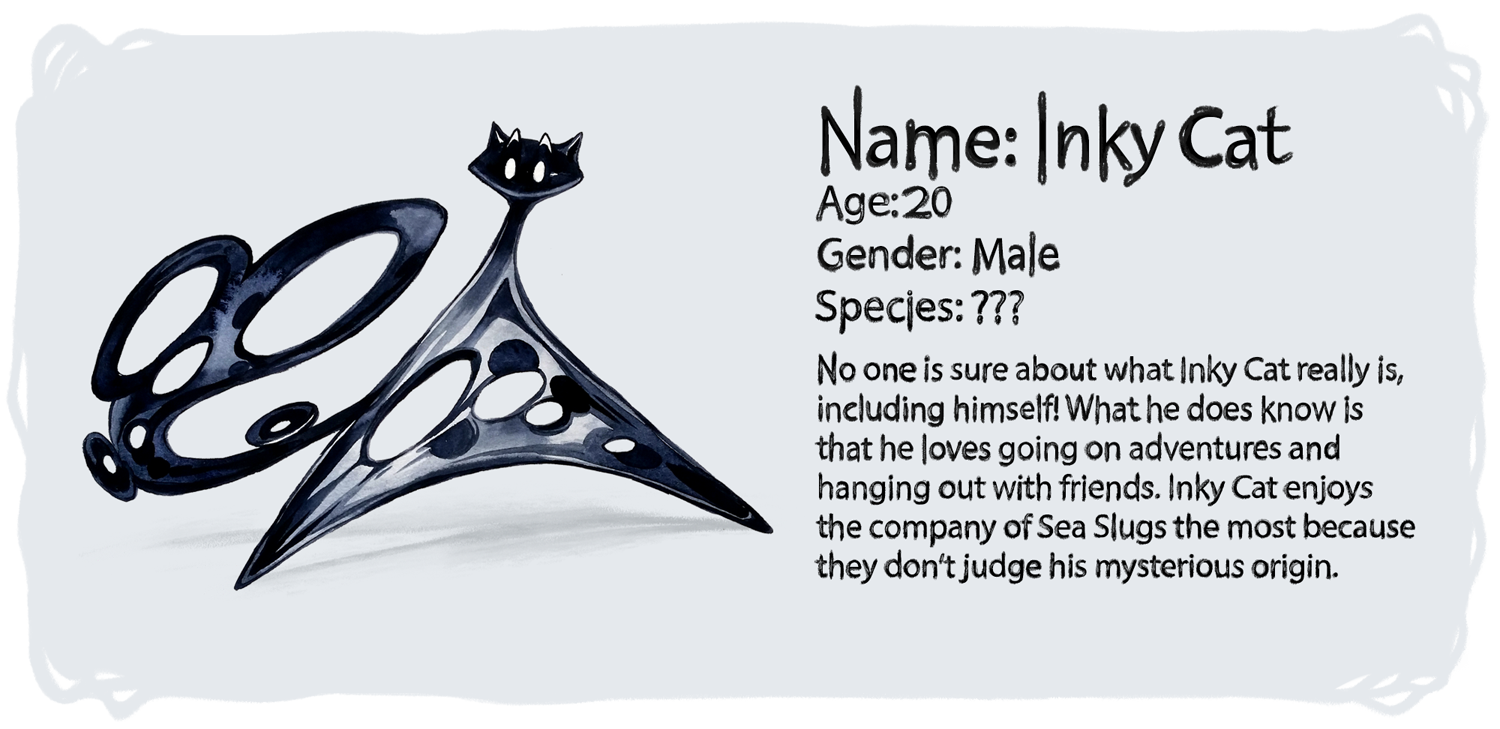 Name: Inky Cat
Age:20
Gender: Male
Species: ???
No one is sure about what Inky Cat really is,
including himself! What he does know is
that he loves going on adventures and
hanging out with friends. Inky Cat enjoys
the company of Sea Slugs the most because
they don't judge his mysterious origin.